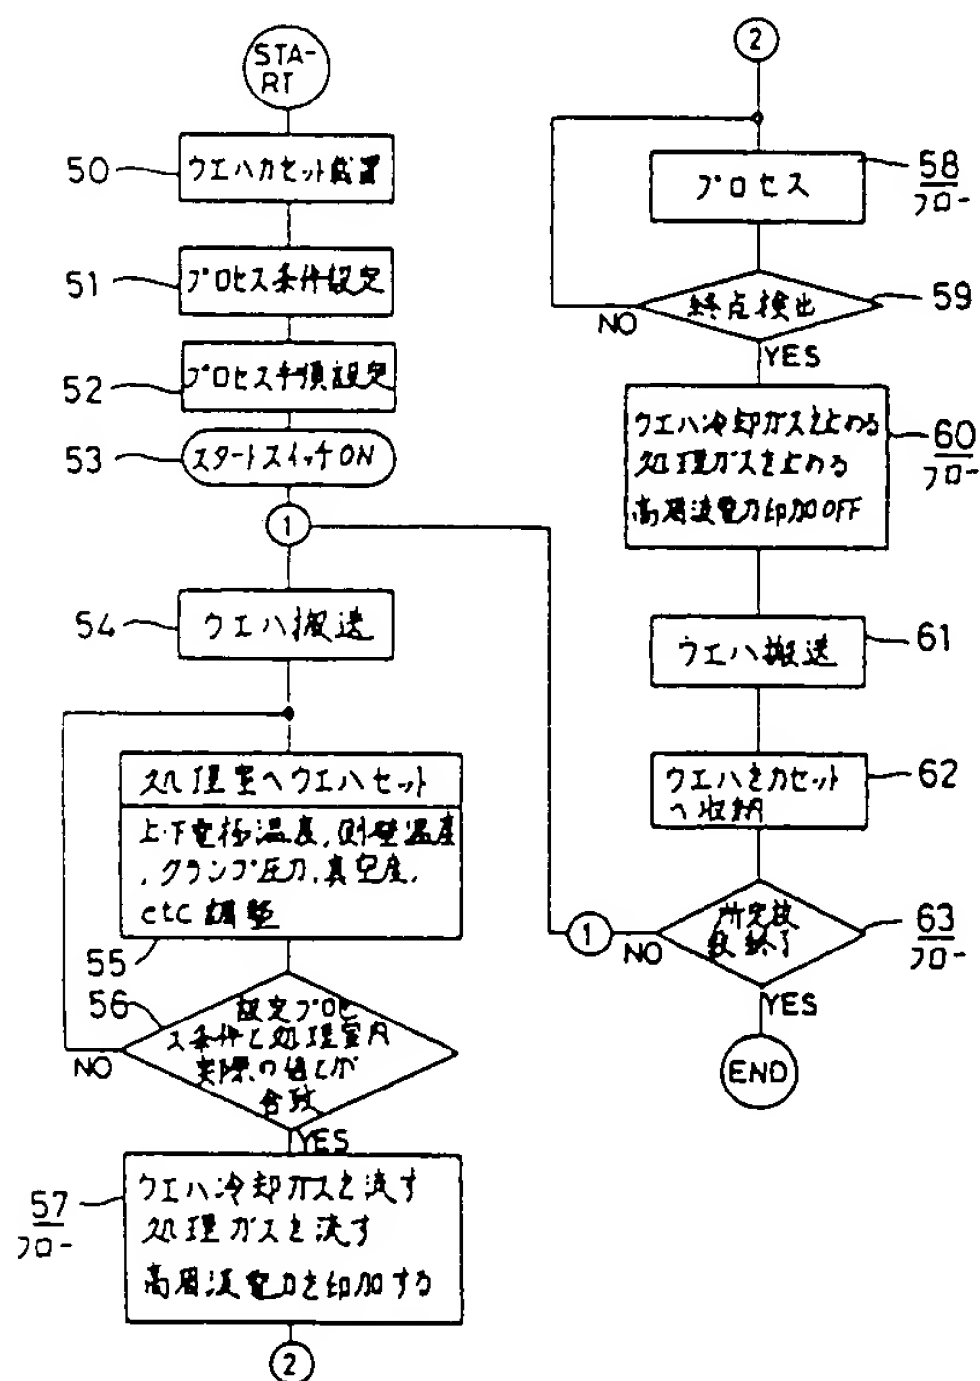 STA-
RT
50
ウエハカセット載置
51
プロセス条件設定
52
プロセス手順設定
53
スタートスイッチON
1
54
ウエハ搬送
処理室へウエハセット
上・下電極温度,側壁温度
,クランプ圧力,真空度,
etc 調整
55
56
設定プロセ
ス条件と処理室内
実際の値とが
合致
NO
YES
57
フロー
ウエハ冷却ガスを流す
処理ガスを流す
高周波電力を印加する
2
2
プロセス
58
フロー
終点検出
59
NO
YES
ウエハ冷却ガスを止める
処理ガスを止める
高周波電力印加OFF
60
フロー
ウエハ搬送
61
ウエハをカセット
へ収納
62
所定枚
数終了
63
フロー
1
NO
YES
END